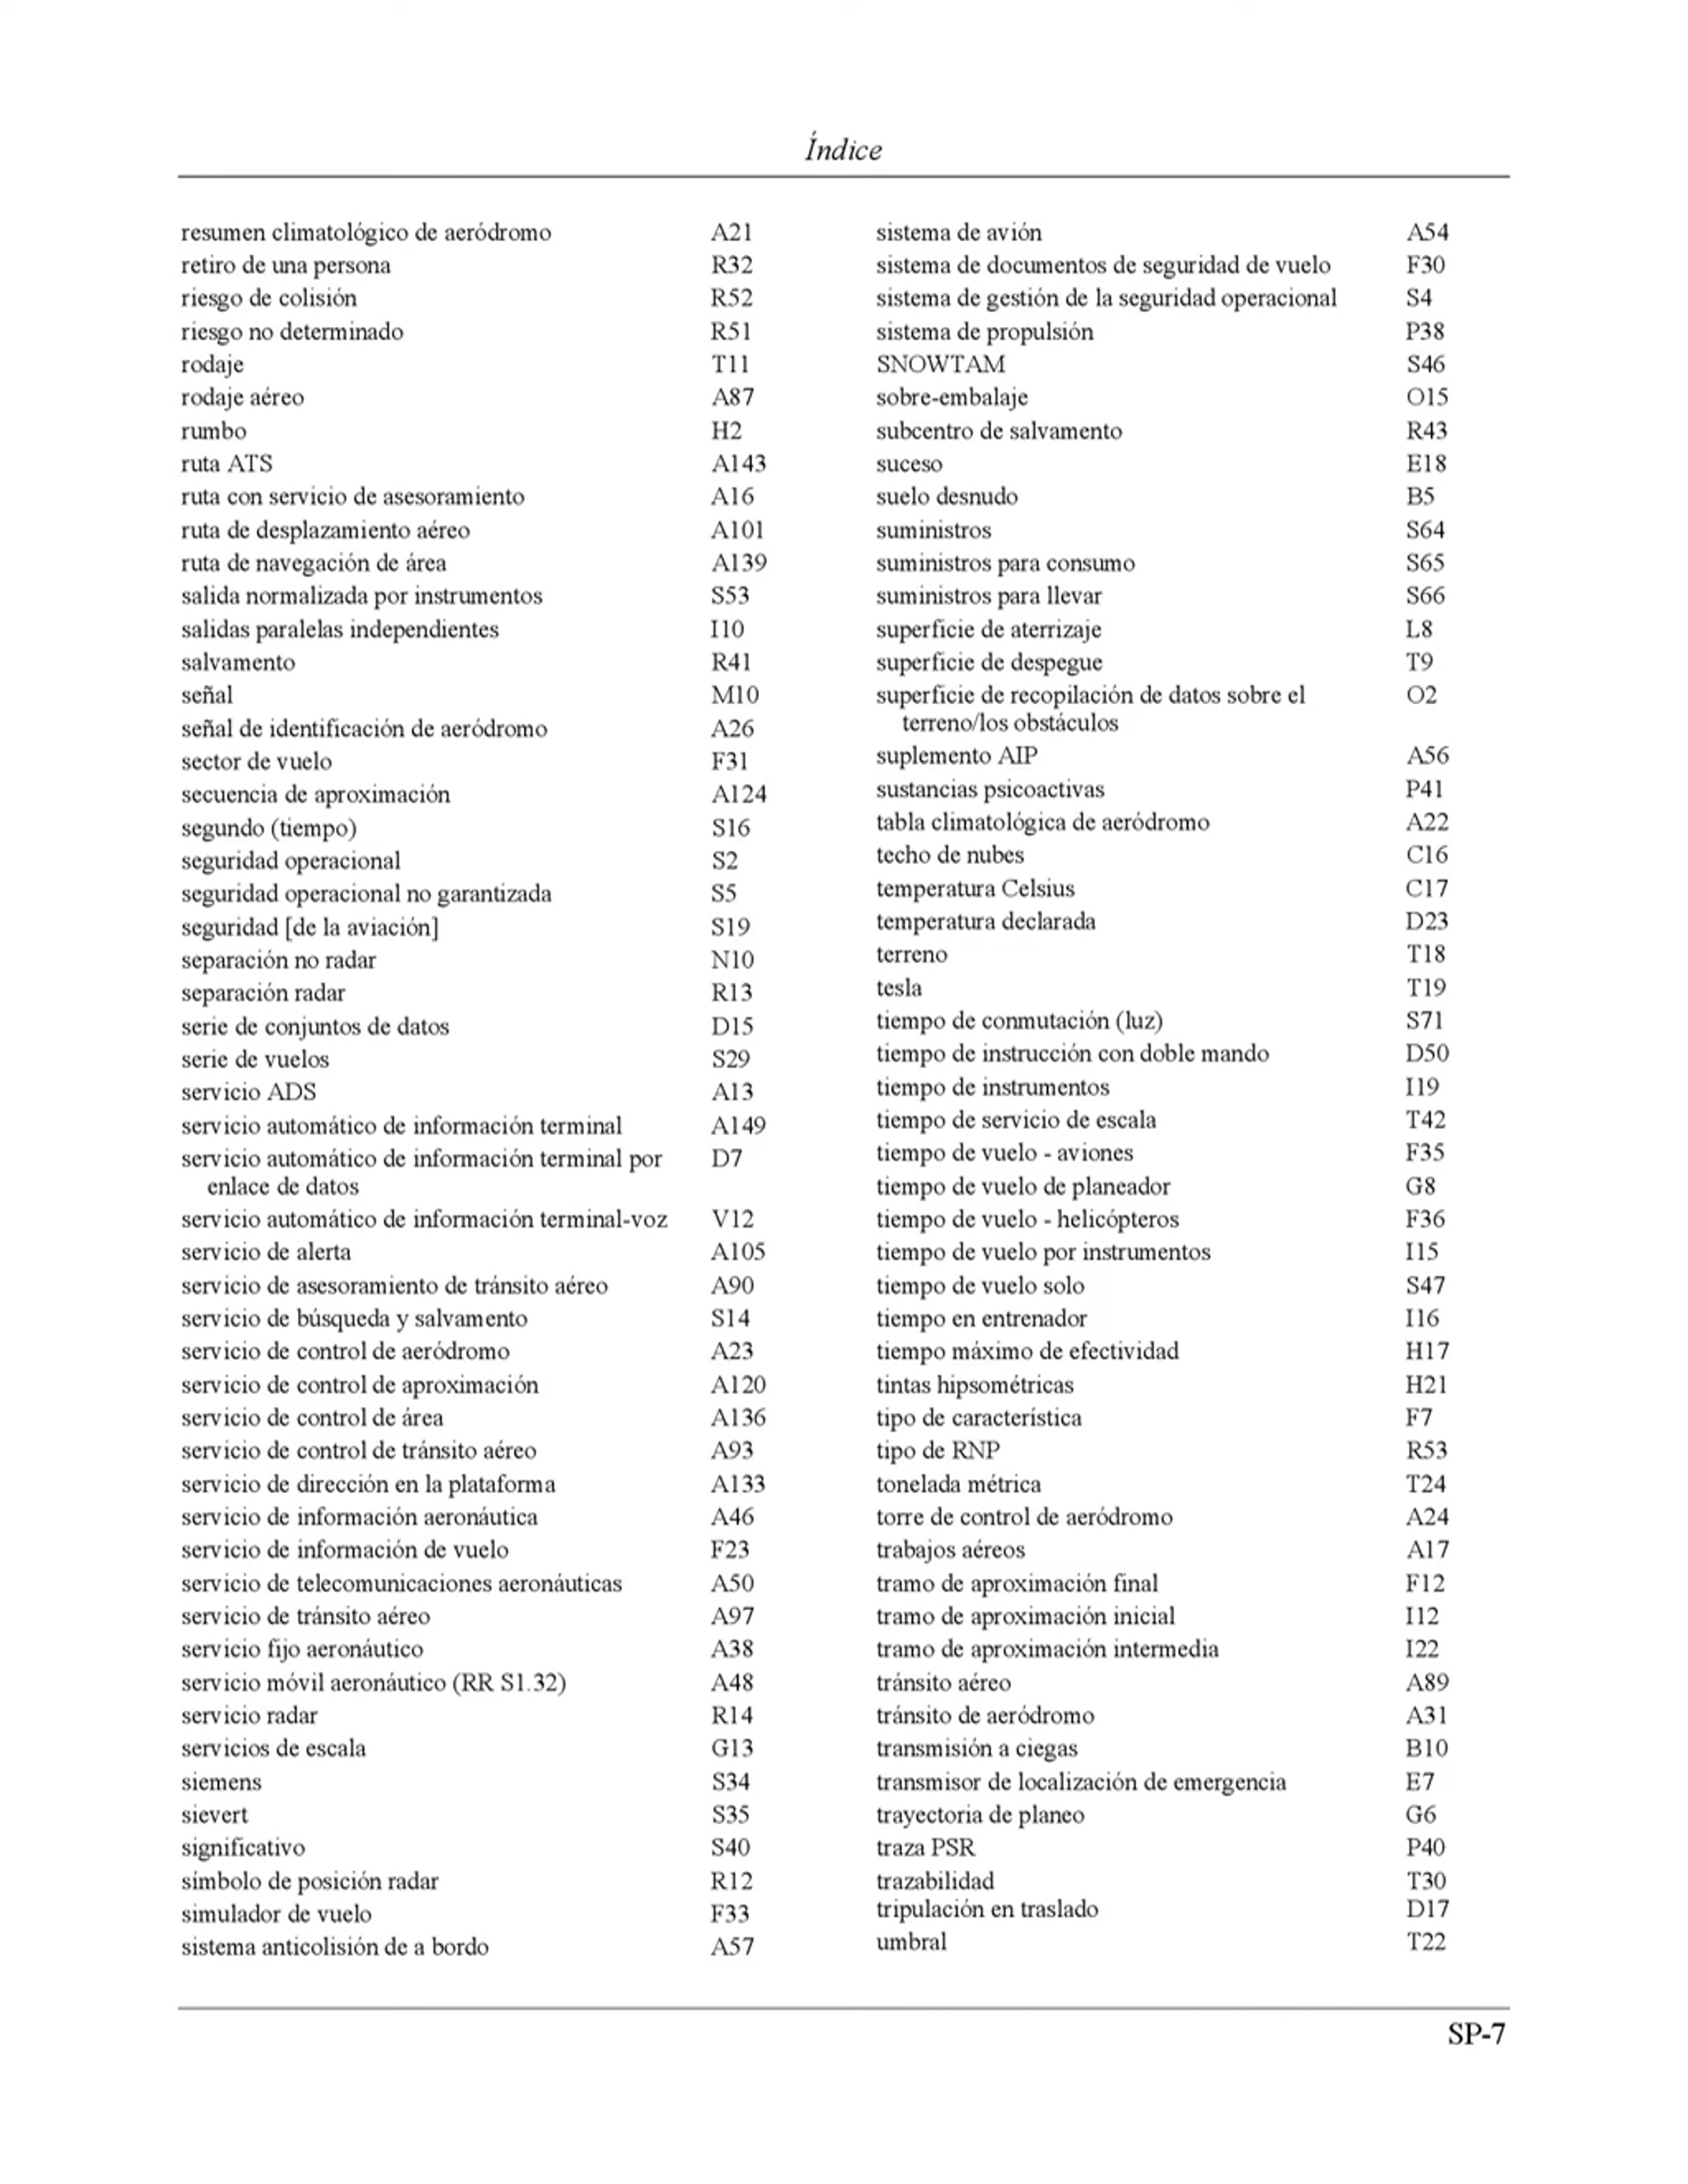 Índice
resumen climatológico de aeródromo A21
retiro de una persona R32
riesgo de colisión R52
riesgo no determinado R51
rodaje T11
rodaje aéreo A87
rumbo H2
ruta ATS A143
ruta con servicio de asesoramiento A16
ruta de desplazamiento aéreo A101
ruta de navegación de área A139
salida normalizada por instrumentos S53
salidas paralelas independientes I10
salvamento R41
señal M10
señal de identificación de aeródromo A26
sector de vuelo F31
secuencia de aproximación A124
segundo (tiempo) S16
seguridad operacional S2
seguridad operacional no garantizada S5
seguridad [de la aviación] S19
separación no radar N10
separación radar R13
serie de conjuntos de datos D15
serie de vuelos S29
servicio ADS A13
servicio automático de información terminal A149
servicio automático de información terminal por D7
enlace de datos
servicio automático de información terminal-voz V12
servicio de alerta A105
servicio de asesoramiento de tránsito aéreo A90
servicio de búsqueda y salvamento S14
servicio de control de aeródromo A23
servicio de control de aproximación A120
servicio de control de área A136
servicio de control de tránsito aéreo A93
servicio de dirección en la plataforma A133
servicio de información aeronáutica A46
servicio de información de vuelo F23
servicio de telecomunicaciones aeronáuticas A50
servicio de tránsito aéreo A97
servicio fijo aeronáutico A38
servicio móvil aeronáutico (RR S1.32) A48
servicio radar R14
servicios de escala G13
siemens S34
sievert S35
significativo S40
símbolo de posición radar R12
simulador de vuelo F33
sistema anticolisión de a bordo A57
sistema de avión A54
sistema de documentos de seguridad de vuelo F30
sistema de gestión de la seguridad operacional S4
sistema de propulsión P38
SNOWTAM S46
sobre-embalaje O15
subcentro de salvamento R43
suceso E18
suelo desnudo B5
suministros S64
suministros para consumo S65
suministros para llevar S66
superficie de aterrizaje L8
superficie de despegue T9
superficie de recopilación de datos sobre el O2
terreno/los obstáculos
suplemento AIP A56
sustancias psicoactivas P41
tabla climatológica de aeródromo A22
techo de nubes C16
temperatura Celsius C17
temperatura declarada D23
terreno T18
tesla T19
tiempo de conmutación (luz) S71
tiempo de instrucción con doble mando D50
tiempo de instrumentos I19
tiempo de servicio de escala T42
tiempo de vuelo - aviones F35
tiempo de vuelo de planeador G8
tiempo de vuelo - helicópteros F36
tiempo de vuelo por instrumentos I15
tiempo de vuelo solo S47
tiempo en entrenador I16
tiempo máximo de efectividad H17
tintas hipsométricas H21
tipo de característica F7
tipo de RNP R53
tonelada métrica T24
torre de control de aeródromo A24
trabajos aéreos A17
tramo de aproximación final F12
tramo de aproximación inicial I12
tramo de aproximación intermedia I22
tránsito aéreo A89
tránsito de aeródromo A31
transmisión a ciegas B10
transmisor de localización de emergencia E7
trayectoria de planeo G6
traza PSR P40
trazabilidad T30
tripulación en traslado D17
umbral T22
SP-7